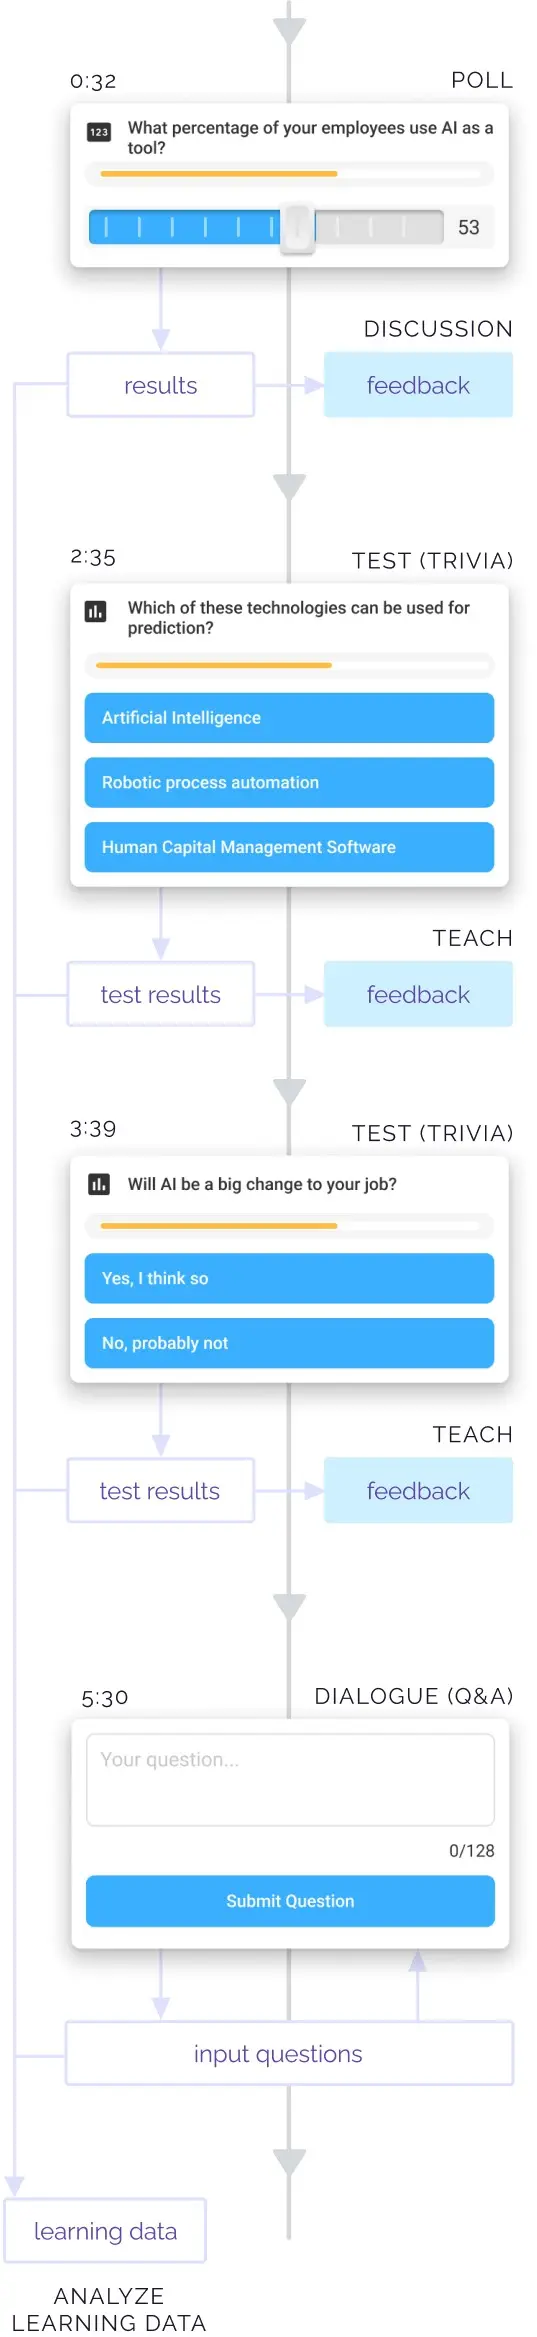 0:32
POLL
123
What percentage of your employees use AI as a
tool?
53
DISCUSSION
results
feedback
2:35
TEST (TRIVIA)
Which of these technologies can be used for
prediction?
Artificial Intelligence
Robotic process automation
Human Capital Management Software
TEACH
test results
feedback
3:39
TEST (TRIVIA)
Will AI be a big change to your job?
Yes, I think so
No, probably not
TEACH
test results
feedback
5:30
DIALOGUE (Q&A)
Your question...
0/128
Submit Question
input questions
learning data
ANALYZE
LEARNING DATA